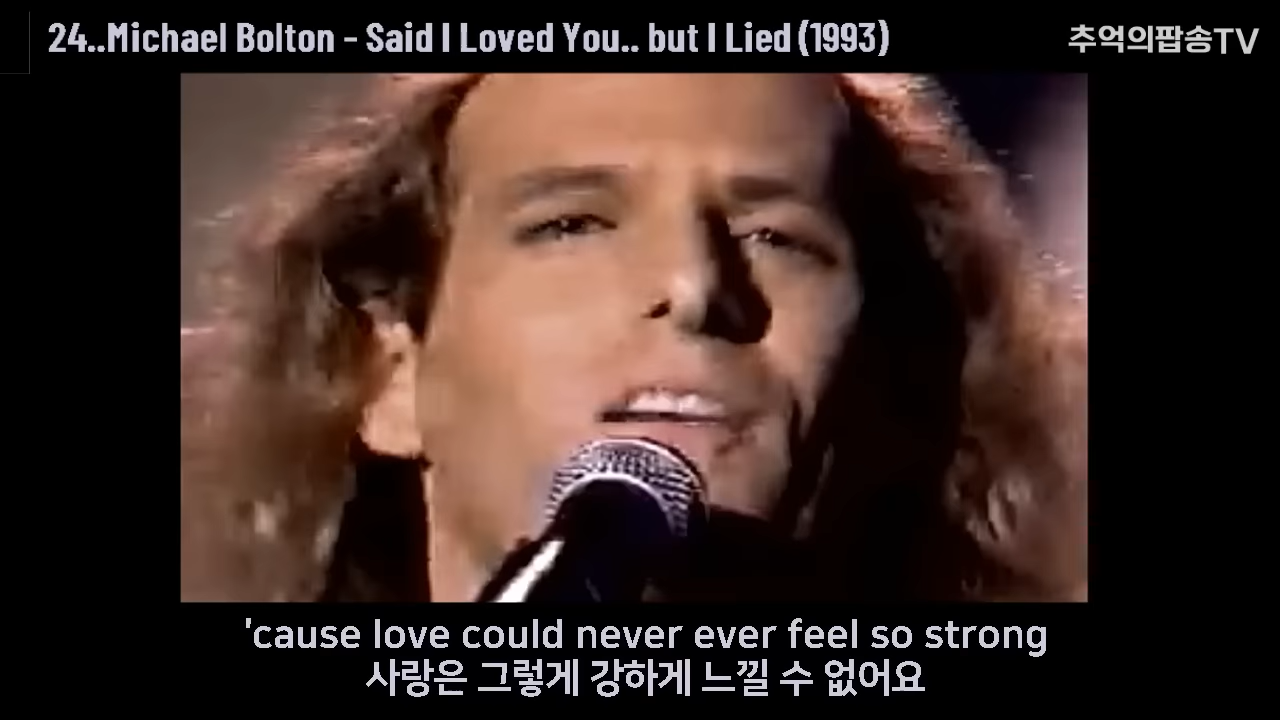 24..Michael Bolton - Said I Loved You.. but I Lied (1993)
추억의팝송TV
'cause love could never ever feel so strong
사랑은 그렇게 강하게 느낄 수 없어요